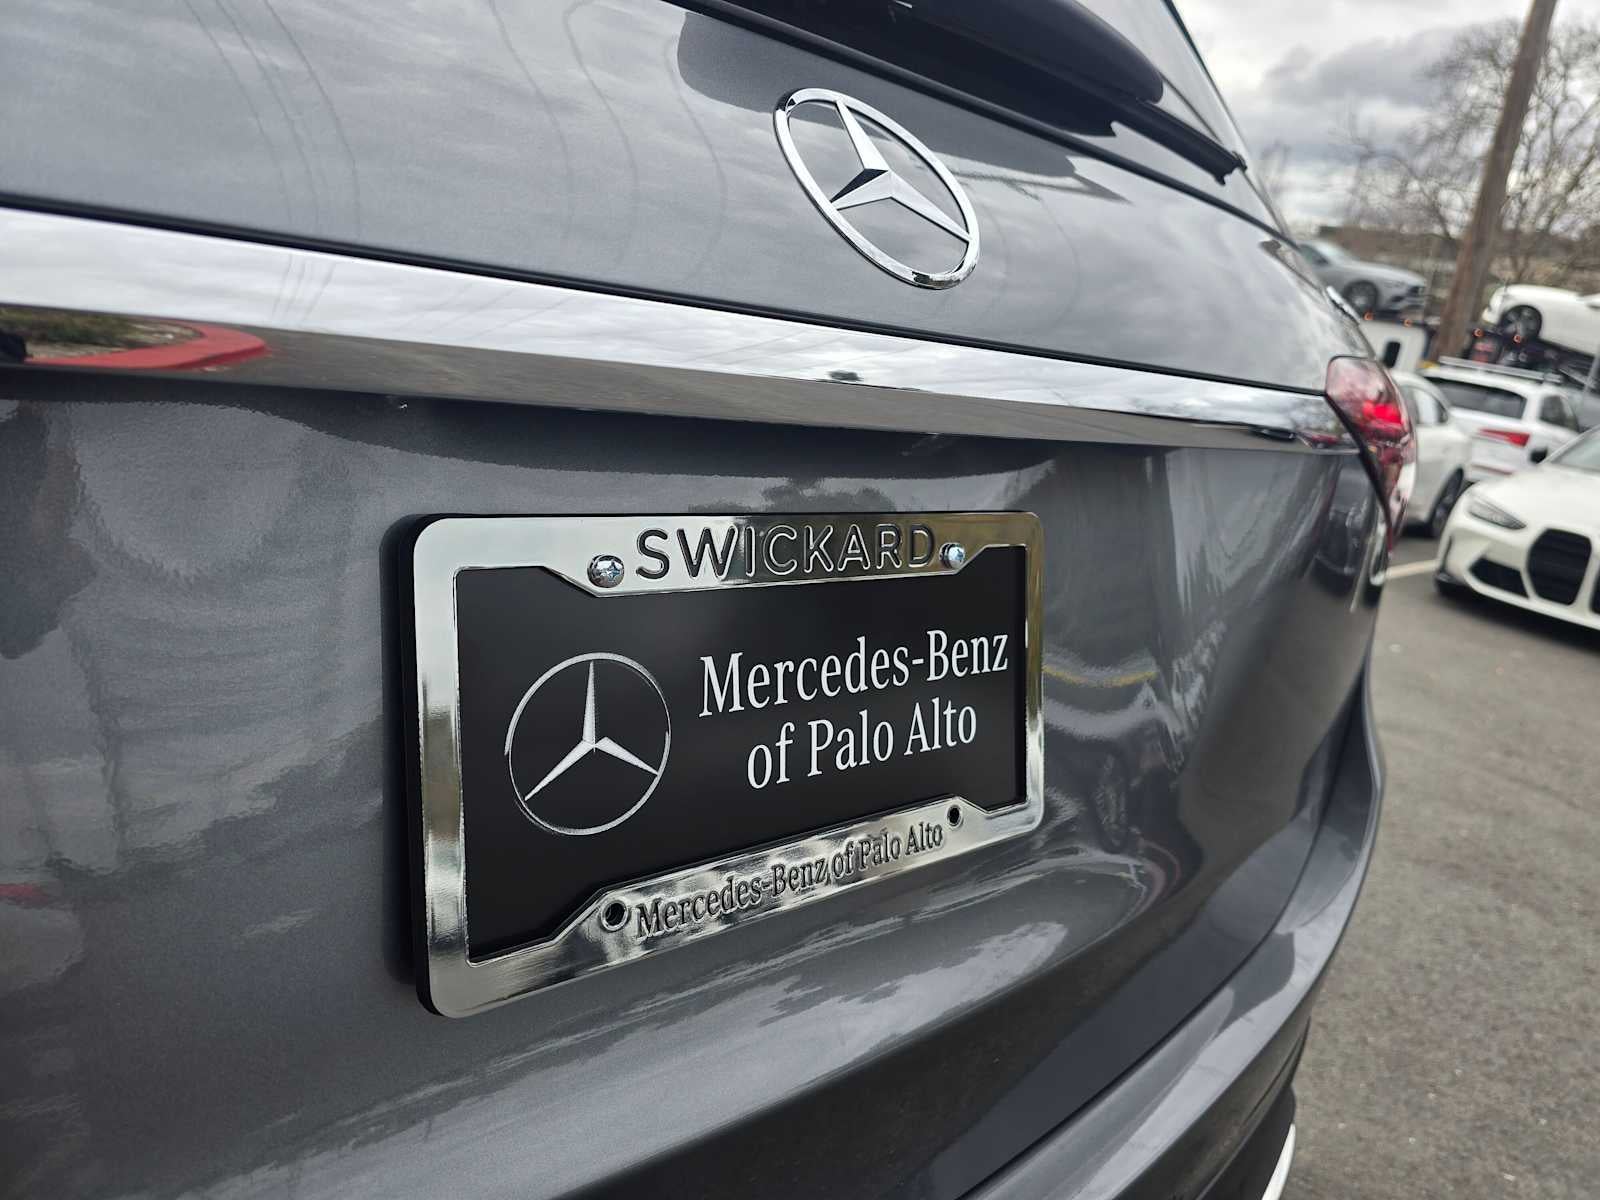 SWICKARD
Mercedes-Benz
of Palo Alto
Mercedes-Benz of Palo Alto